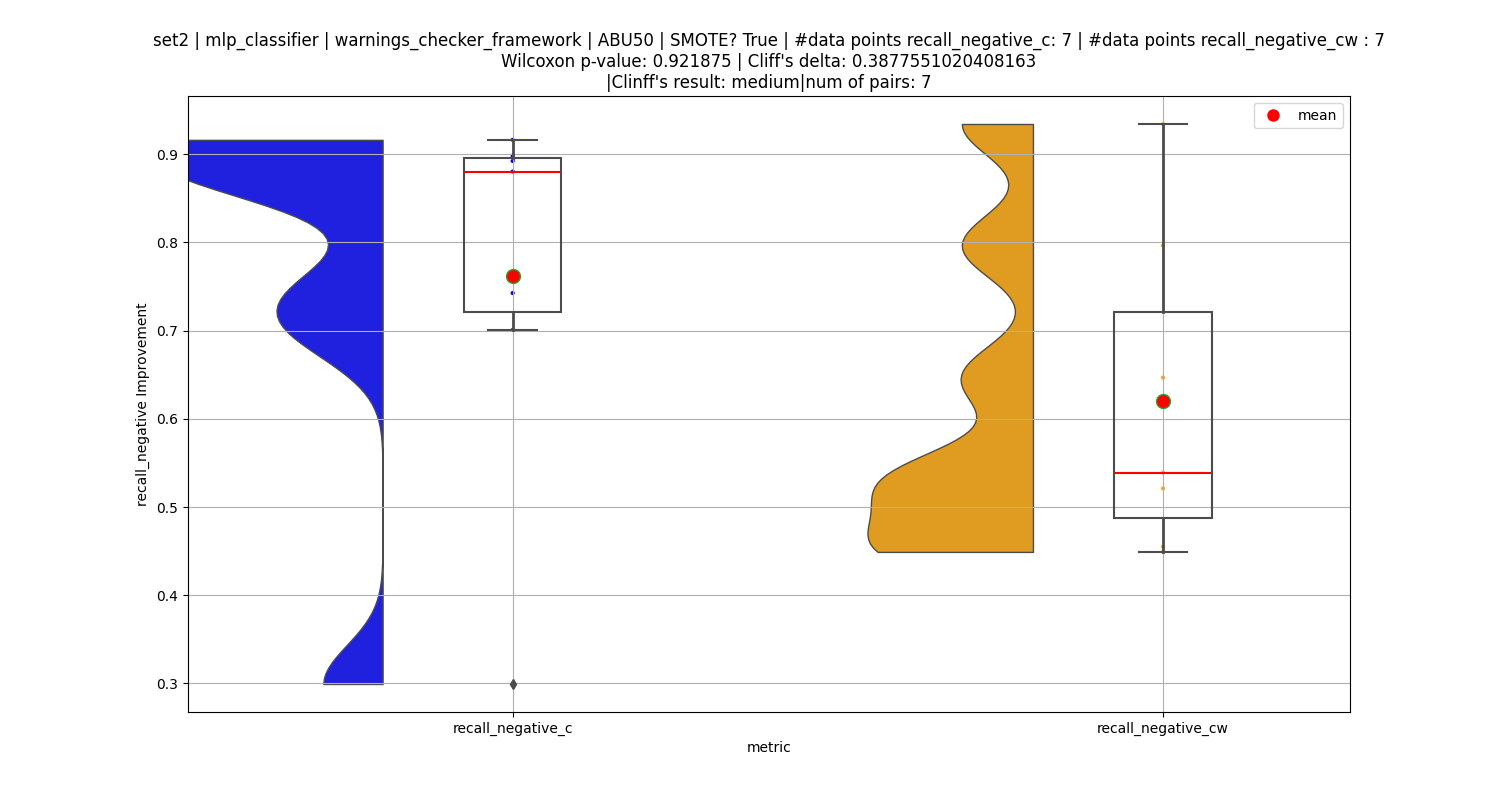 set2 | mlp_classifier | warnings_checker_framework | ABU50 | SMOTE? True | #data points recall_negative_c: 7 | #data points recall_negative_cw : 7
Wilcoxon p-value: 0.921875 | Cliff's delta: 0.3877551020408163
|Clinff's result: medium|num of pairs: 7
mean
0.9
0.8
0.7
0.6
0.5
0.4
0.3
recall_negative Improvement
recall_negative_c
recall_negative_cw
metric